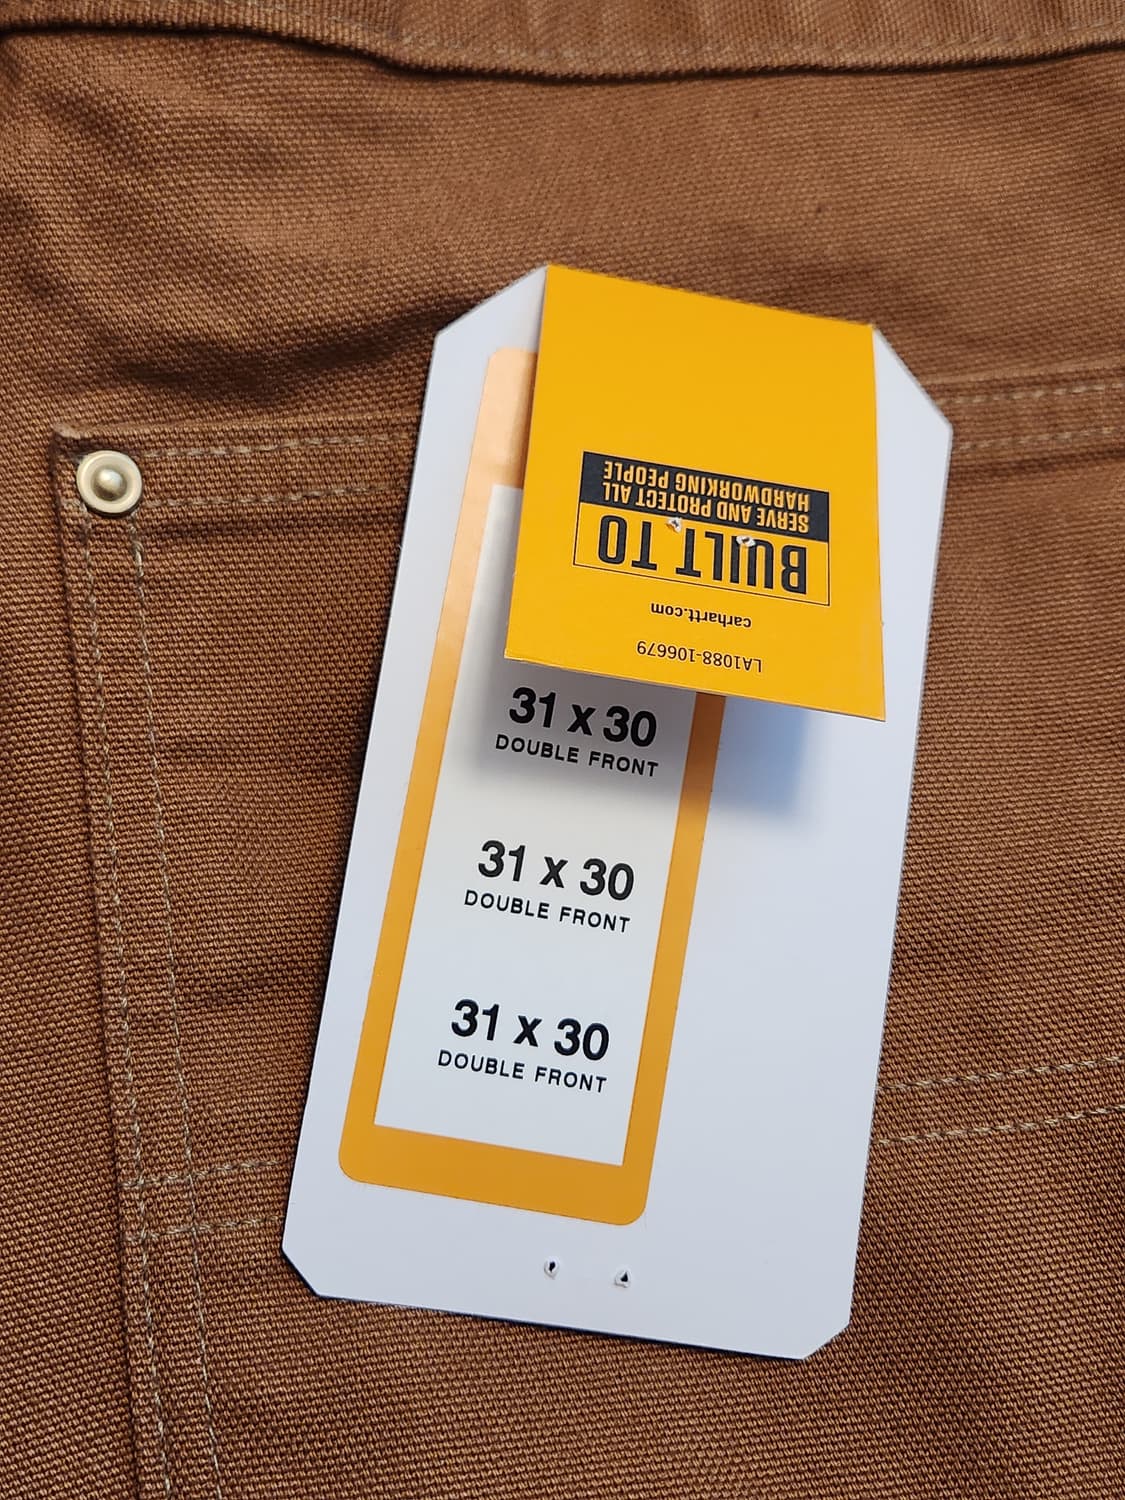 BUILT TO
SERVE AND PROTECT ALL
HARDWORKING PEOPLE
carhartt.com
LA1088-106679
31 x 30
DOUBLE FRONT
31 x 30
DOUBLE FRONT
31 x 30
DOUBLE FRONT